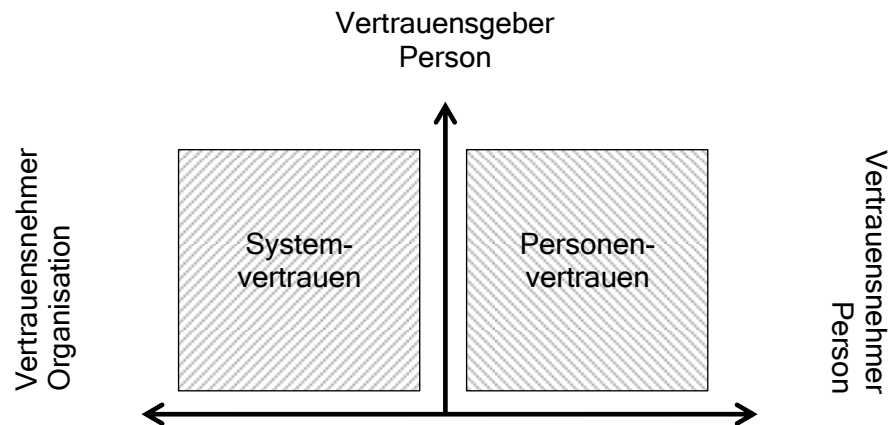 Vertrauensgeber
Person
Vertrauensnehmer
Organisation
System-
vertrauen
Personen-
vertrauen
Vertrauensnehmer
Person